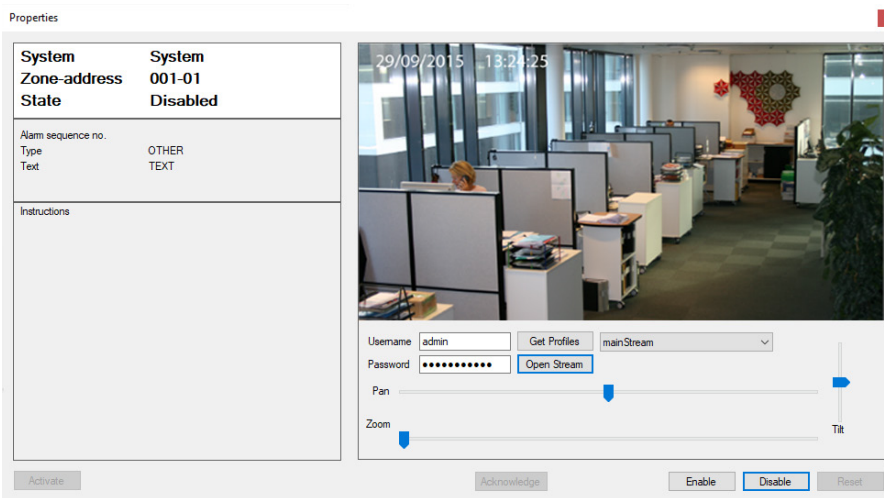 Properties
System System
Zone-address 001-01
State Disabled
Alarm sequence no.
Type OTHER
Text TEXT
Instructions
29/09/2015 13:24:25
Username admin Get Profiles mainStream
Password ●●●●●●●●●●● Open Stream
Pan
Zoom
Tilt
Activate Acknowledge Enable Disable Reset